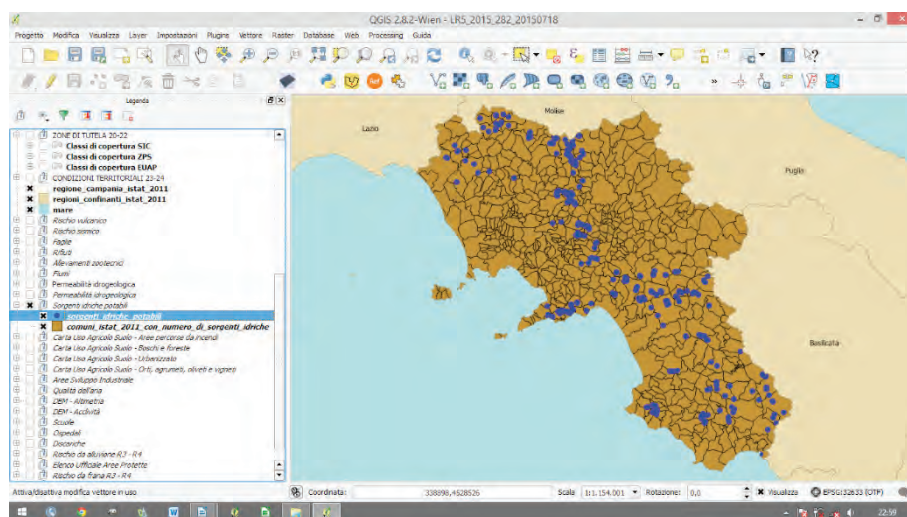 QGIS 2.8.2-Wien - LR5_2015_282_20150718
Progetto Modifica Visualizza Layer Impostazioni Plugins Vettore Raster Database Web Processing Guida
Legenda
ZONE DI TUTELA 20-22
Classi di copertura SIC
Classi di copertura ZPS
Classi di copertura EUAP
CONDIZIONI TERRITORIALI 23-24
regione_campania_istat_2011
regioni_confinanti_istat_2011
mare
Rischio vulcanico
Rischio sismico
Faglie
Rifiuti
Allevamenti zootecnici
Fiumi
Permeabilità idrogeologica
Permeabilità idrogeologica
Sorgenti idriche potabili
sorgenti_idriche_potabili
comuni_istat_2011_con_numero_di_sorgenti_idriche
Carta Uso Agricolo Suolo - Aree percorse da incendi
Carta Uso Agricolo Suolo - Boschi e foreste
Carta Uso Agricolo Suolo - Urbanizzato
Carta Uso Agricolo Suolo - Orti, agrumeti, oliveti e vigneti
Aree Sviluppo Industriale
Qualità dell'aria
DEM - Altimetria
DEM - Acclività
Scuole
Ospedali
Discariche
Rischio da alluvione R3 - R4
Elenco Ufficiale Aree Protette
Rischio da frana R3 - R4
Lazio
Molise
Puglia
Basilicata
Attiva/disattiva modifica vettore in uso
Coordinata: 338898,4528526 Scala 1:1.154.001 Rotazione: 0,0 Visualizza EPSG:32633 (OTF)
22:59